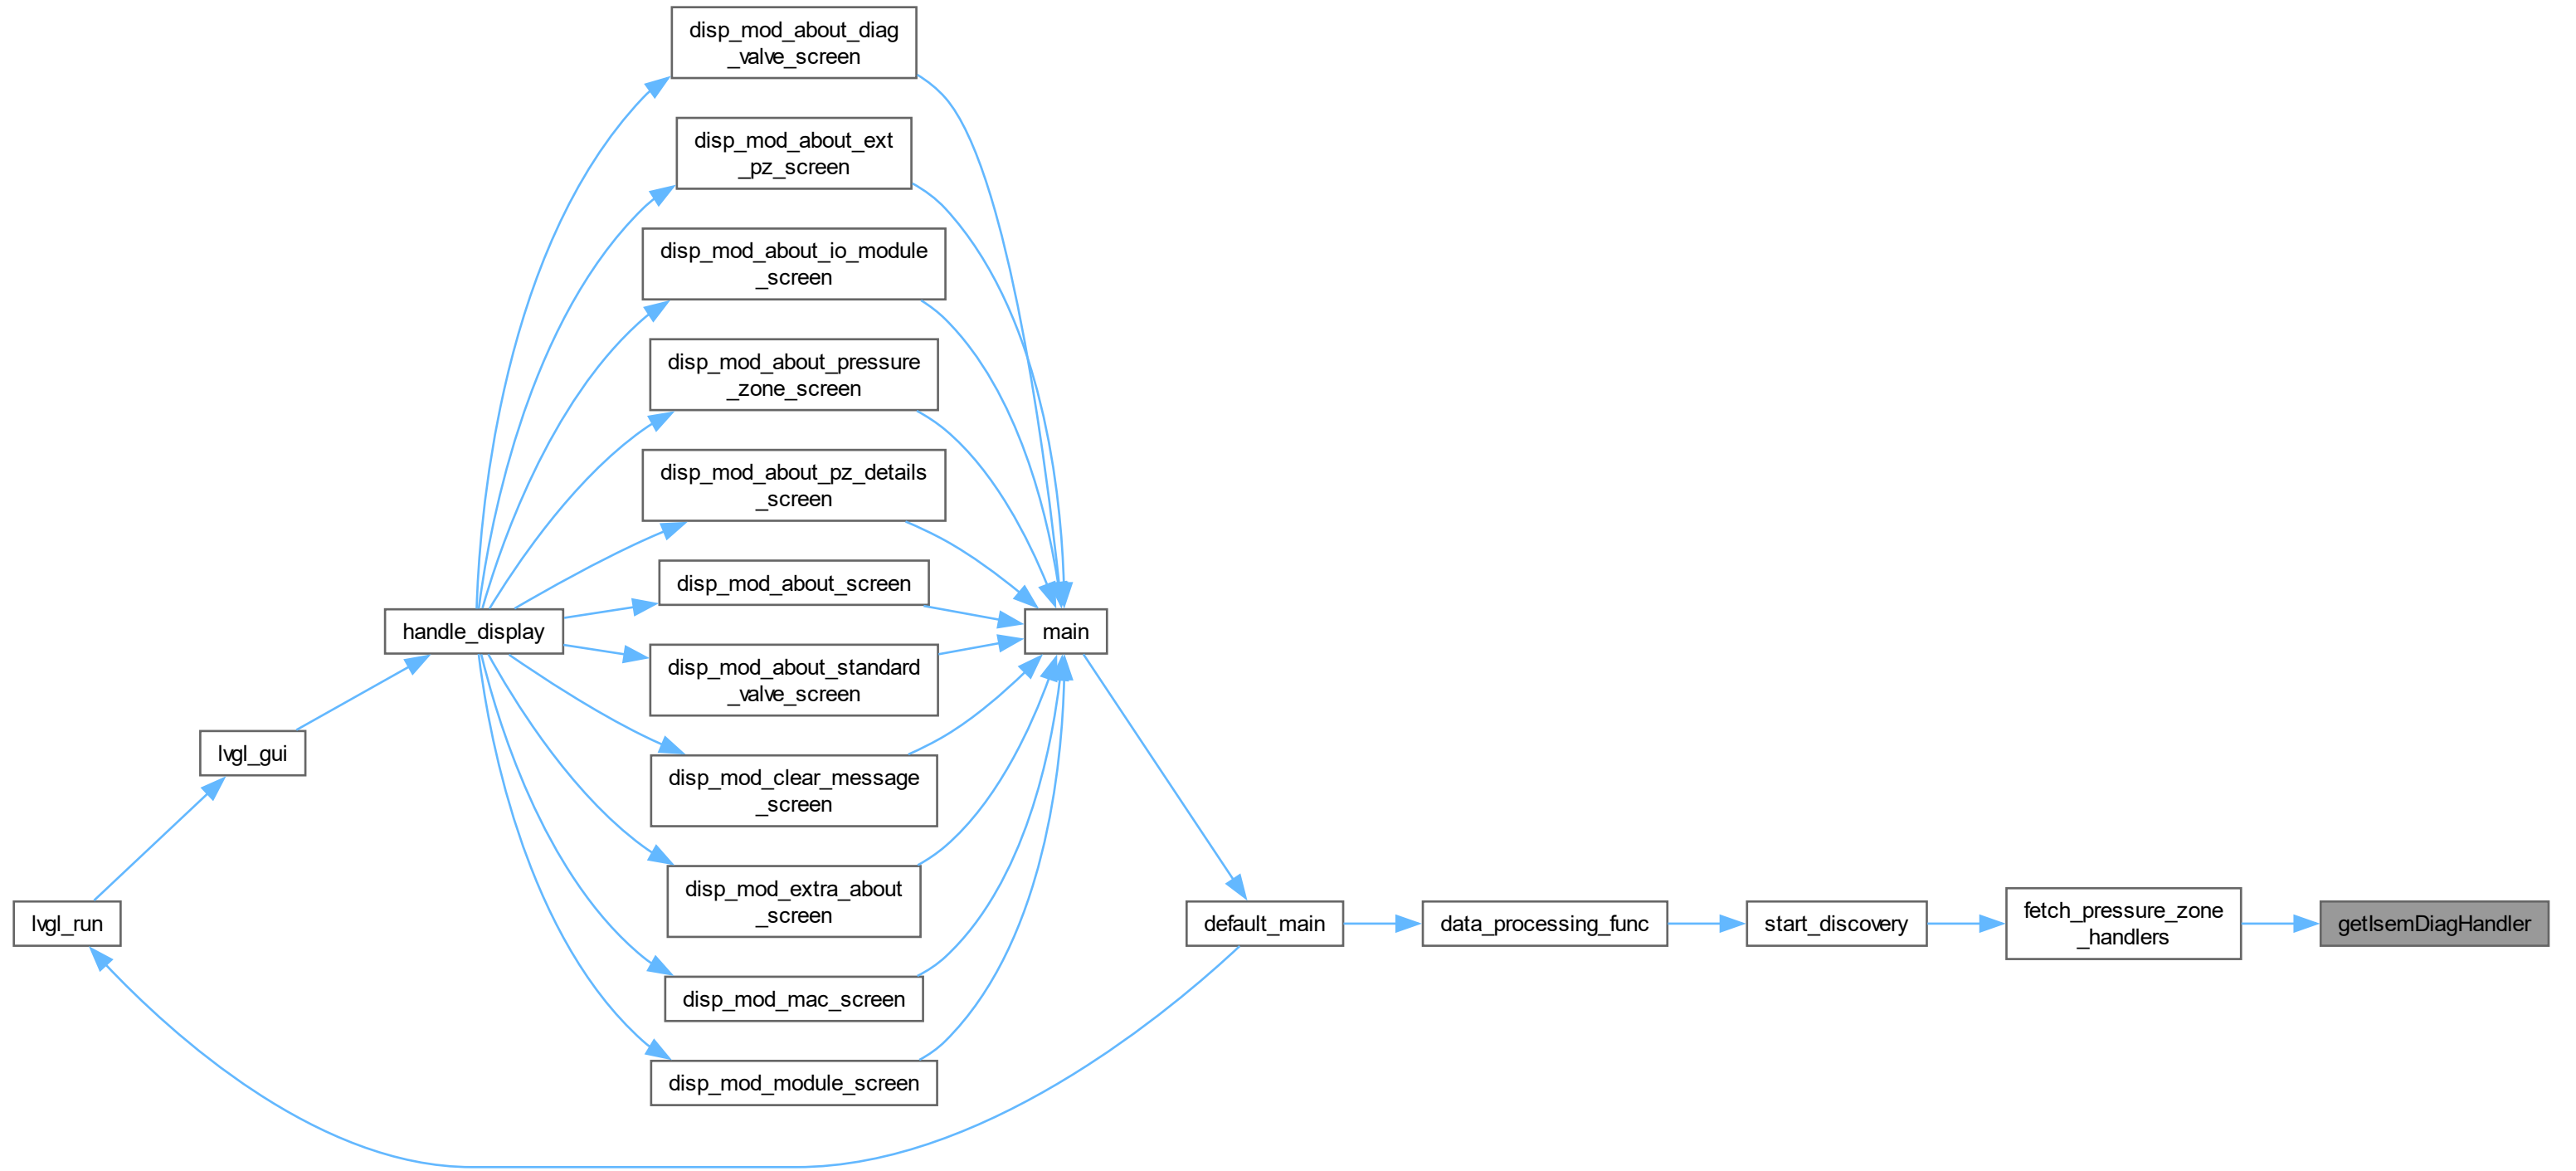 disp_mod_about_diag
_valve_screen
disp_mod_about_ext
_pz_screen
disp_mod_about_io_module
_screen
disp_mod_about_pressure
_zone_screen
disp_mod_about_pz_details
_screen
disp_mod_about_screen
handle_display
main
disp_mod_about_standard
_valve_screen
lvgl_gui
disp_mod_clear_message
_screen
disp_mod_extra_about
_screen
lvgl_run
default_main
data_processing_func
start_discovery
fetch_pressure_zone
_handlers
getIsemDiagHandler
disp_mod_mac_screen
disp_mod_module_screen